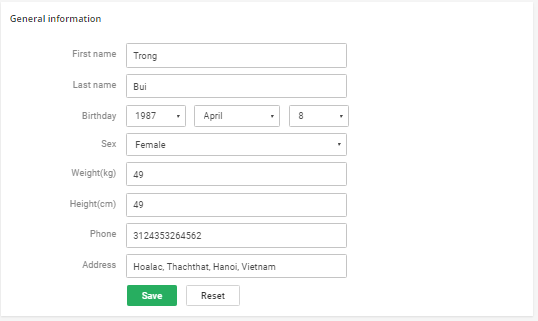 General information
First name Trong
Last name Bui
Birthday 1987 April 8
Sex Female
Weight(kg) 49
Height(cm) 49
Phone 3124353264562
Address Hoalac, Thachthat, Hanoi, Vietnam
Save Reset